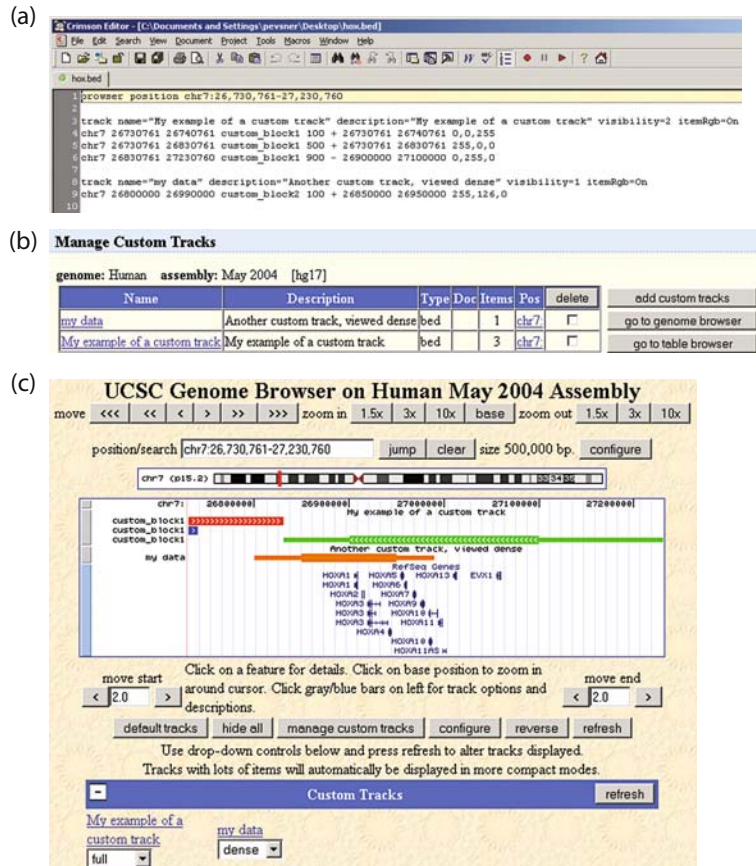 (a)
Crimson Editor - [C:\Documents and Settings\pevsner\Desktop\hox.bed]
File Edit Search View Document Project Tools Macros Window Help
hox.bed
1 browser position chr7:26,730,761-27,230,760
2
3 track name="My example of a custom track" description="My example of a custom track" visibility=2 itemRgb=On
4 chr7 26730761 26740761 custom_block1 100 + 26730761 26740761 0,0,255
5 chr7 26730761 26830761 custom_block1 500 + 26730761 26830761 255,0,0
6 chr7 26830761 27230760 custom_block1 900 - 26900000 27100000 0,255,0
7
8 track name="my data" description="Another custom track, viewed dense" visibility=1 itemRgb=On
9 chr7 26800000 26990000 custom_block2 100 + 26850000 26950000 255,126,0
10
(b)
Manage Custom Tracks
genome: Human assembly: May 2004 [hg17]
Name Description Type Doc Items Pos delete add custom tracks
my data Another custom track, viewed dense bed 1 chr7: go to genome browser
My example of a custom track My example of a custom track bed 3 chr7: go to table browser
(c)
UCSC Genome Browser on Human May 2004 Assembly
move <<< << < > >> >>> zoom in 1.5x 3x 10x base zoom out 1.5x 3x 10x
position/search chr7:26,730,761-27,230,760 jump clear size 500,000 bp. configure
chr7 (p15.2) 33 34 35
chr7: 26800000 26900000 27000000 27100000 27200000
My example of a custom track
custom_block1
custom_block1
custom_block1
Another custom track, viewed dense
my data
RefSeq Genes
HOXA1 HOXA5 HOXA13 EVX1
HOXA1 HOXA6
HOXA2 HOXA7
HOXA3 HOXA9
HOXA3 HOXA10
HOXA3 HOXA11
HOXA4 HOXA10
HOXA11AS
move start Click on a feature for details. Click on base position to zoom in move end
< 2.0 > around cursor. Click gray/blue bars on left for track options and < 2.0 >
descriptions.
default tracks hide all manage custom tracks configure reverse refresh
Use drop-down controls below and press refresh to alter tracks displayed.
Tracks with lots of items will automatically be displayed in more compact modes.
- Custom Tracks refresh
My example of a
custom track my data
full dense